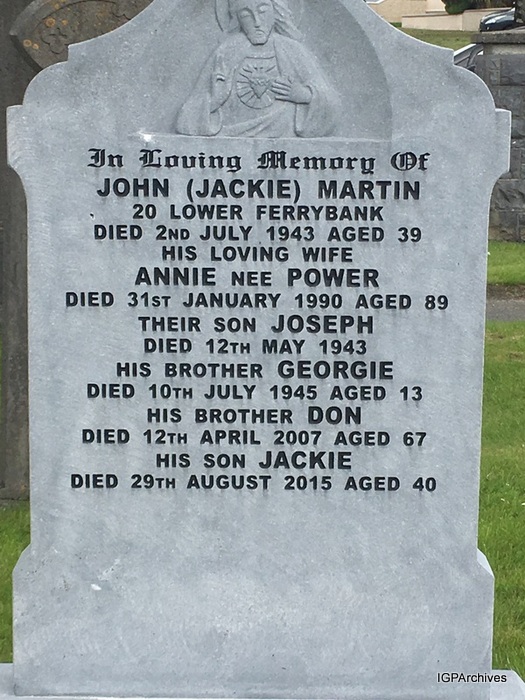 In Loving Memory Of
JOHN (JACKIE) MARTIN
20 LOWER FERRYBANK
DIED 2ND JULY 1943 AGED 39
HIS LOVING WIFE
ANNIE NEE POWER
DIED 31ST JANUARY 1990 AGED 89
THEIR SON JOSEPH
DIED 12TH MAY 1943
HIS BROTHER GEORGIE
DIED 10TH JULY 1945 AGED 13
HIS BROTHER DON
DIED 12TH APRIL 2007 AGED 67
HIS SON JACKIE
DIED 29TH AUGUST 2015 AGED 40
IGPArchives